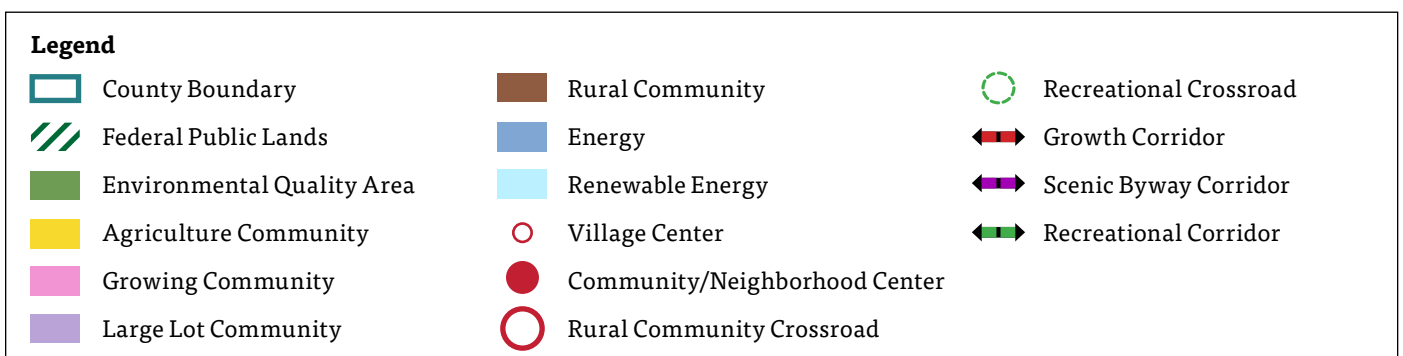 Legend
County Boundary
Federal Public Lands
Environmental Quality Area
Agriculture Community
Growing Community
Large Lot Community
Rural Community
Energy
Renewable Energy
Village Center
Community/Neighborhood Center
Rural Community Crossroad
Recreational Crossroad
Growth Corridor
Scenic Byway Corridor
Recreational Corridor